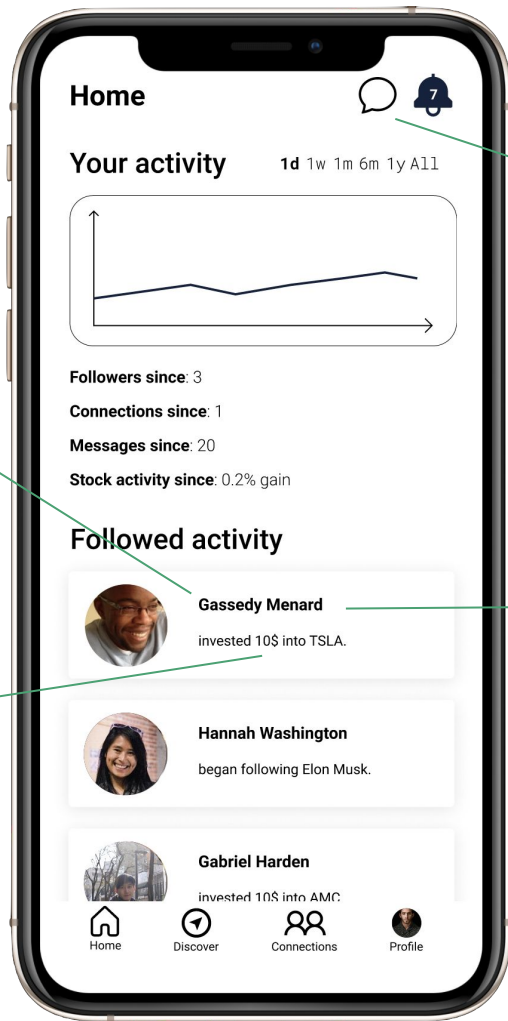 Home
7
Your activity
1d 1w 1m 6m 1y All
Followers since: 3
Connections since: 1
Messages since: 20
Stock activity since: 0.2% gain
Followed activity
Gassedy Menard
invested 10$ into TSLA.
Hannah Washington
began following Elon Musk.
Gabriel Harden
invested 10$ into AMC
Home Discover Connections Profile